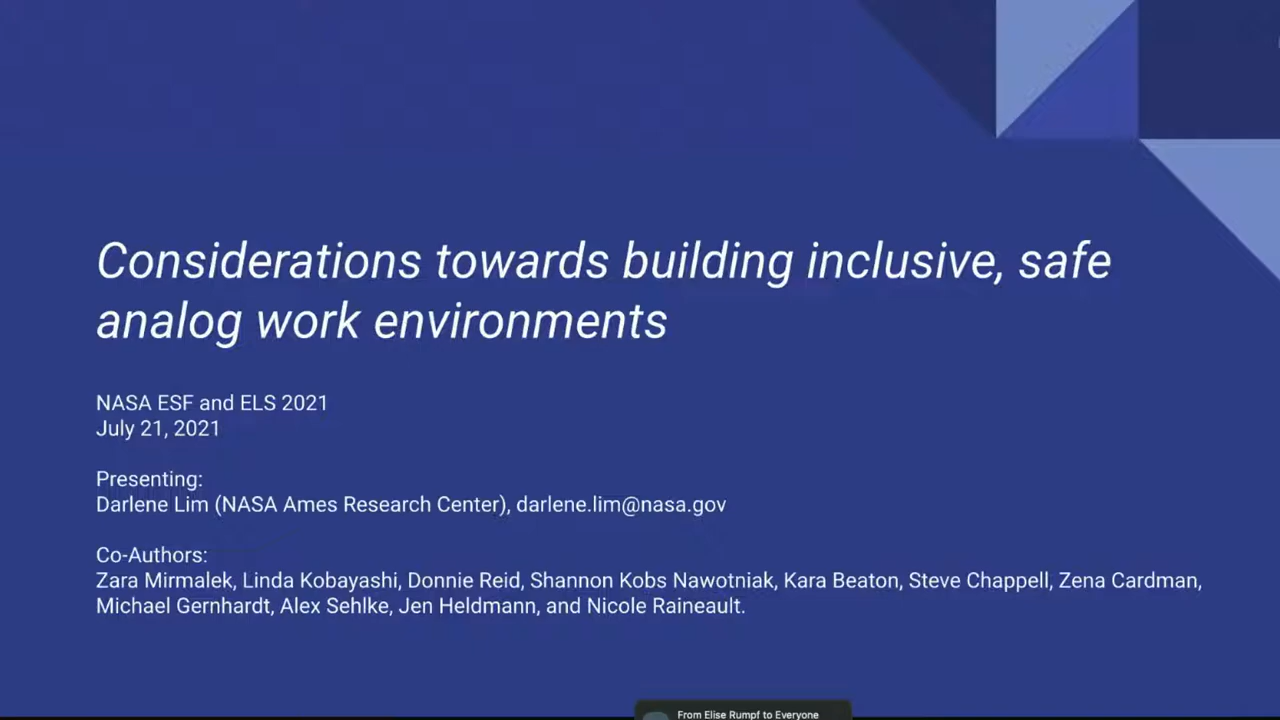 Considerations towards building inclusive, safe
analog work environments
NASA ESF and ELS 2021
July 21, 2021
Presenting:
Darlene Lim (NASA Ames Research Center), darlene.lim@nasa.gov
Co-Authors:
Zara Mirmalek, Linda Kobayashi, Donnie Reid, Shannon Kobs Nawotniak, Kara Beaton, Steve Chappell, Zena Cardman,
Michael Gernhardt, Alex Sehlke, Jen Heldmann, and Nicole Raineault.
From Elise Rumpf to Everyone